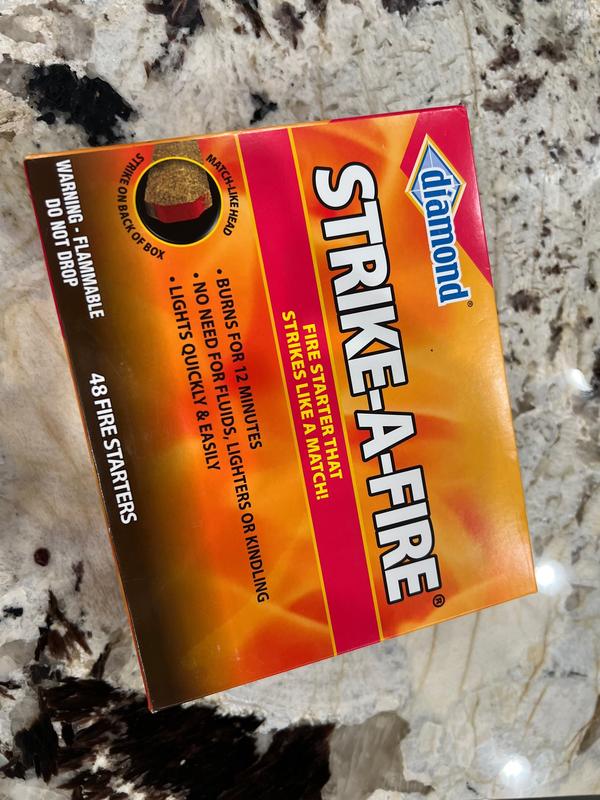 diamond®
STRIKE-A-FIRE®
FIRE STARTER THAT
STRIKES LIKE A MATCH!
• BURNS FOR 12 MINUTES
• NO NEED FOR FLUIDS, LIGHTERS OR KINDLING
• LIGHTS QUICKLY & EASILY
MATCH-LIKE HEAD
STRIKE ON BACK OF BOX
WARNING - FLAMMABLE
DO NOT DROP
48 FIRE STARTERS